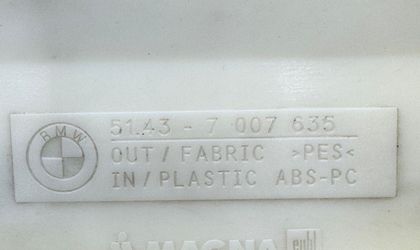 BMW
51.43 - 7 007 635
OUT / FABRIC >PES<
IN / PLASTIC ABS-PC
MAGNA